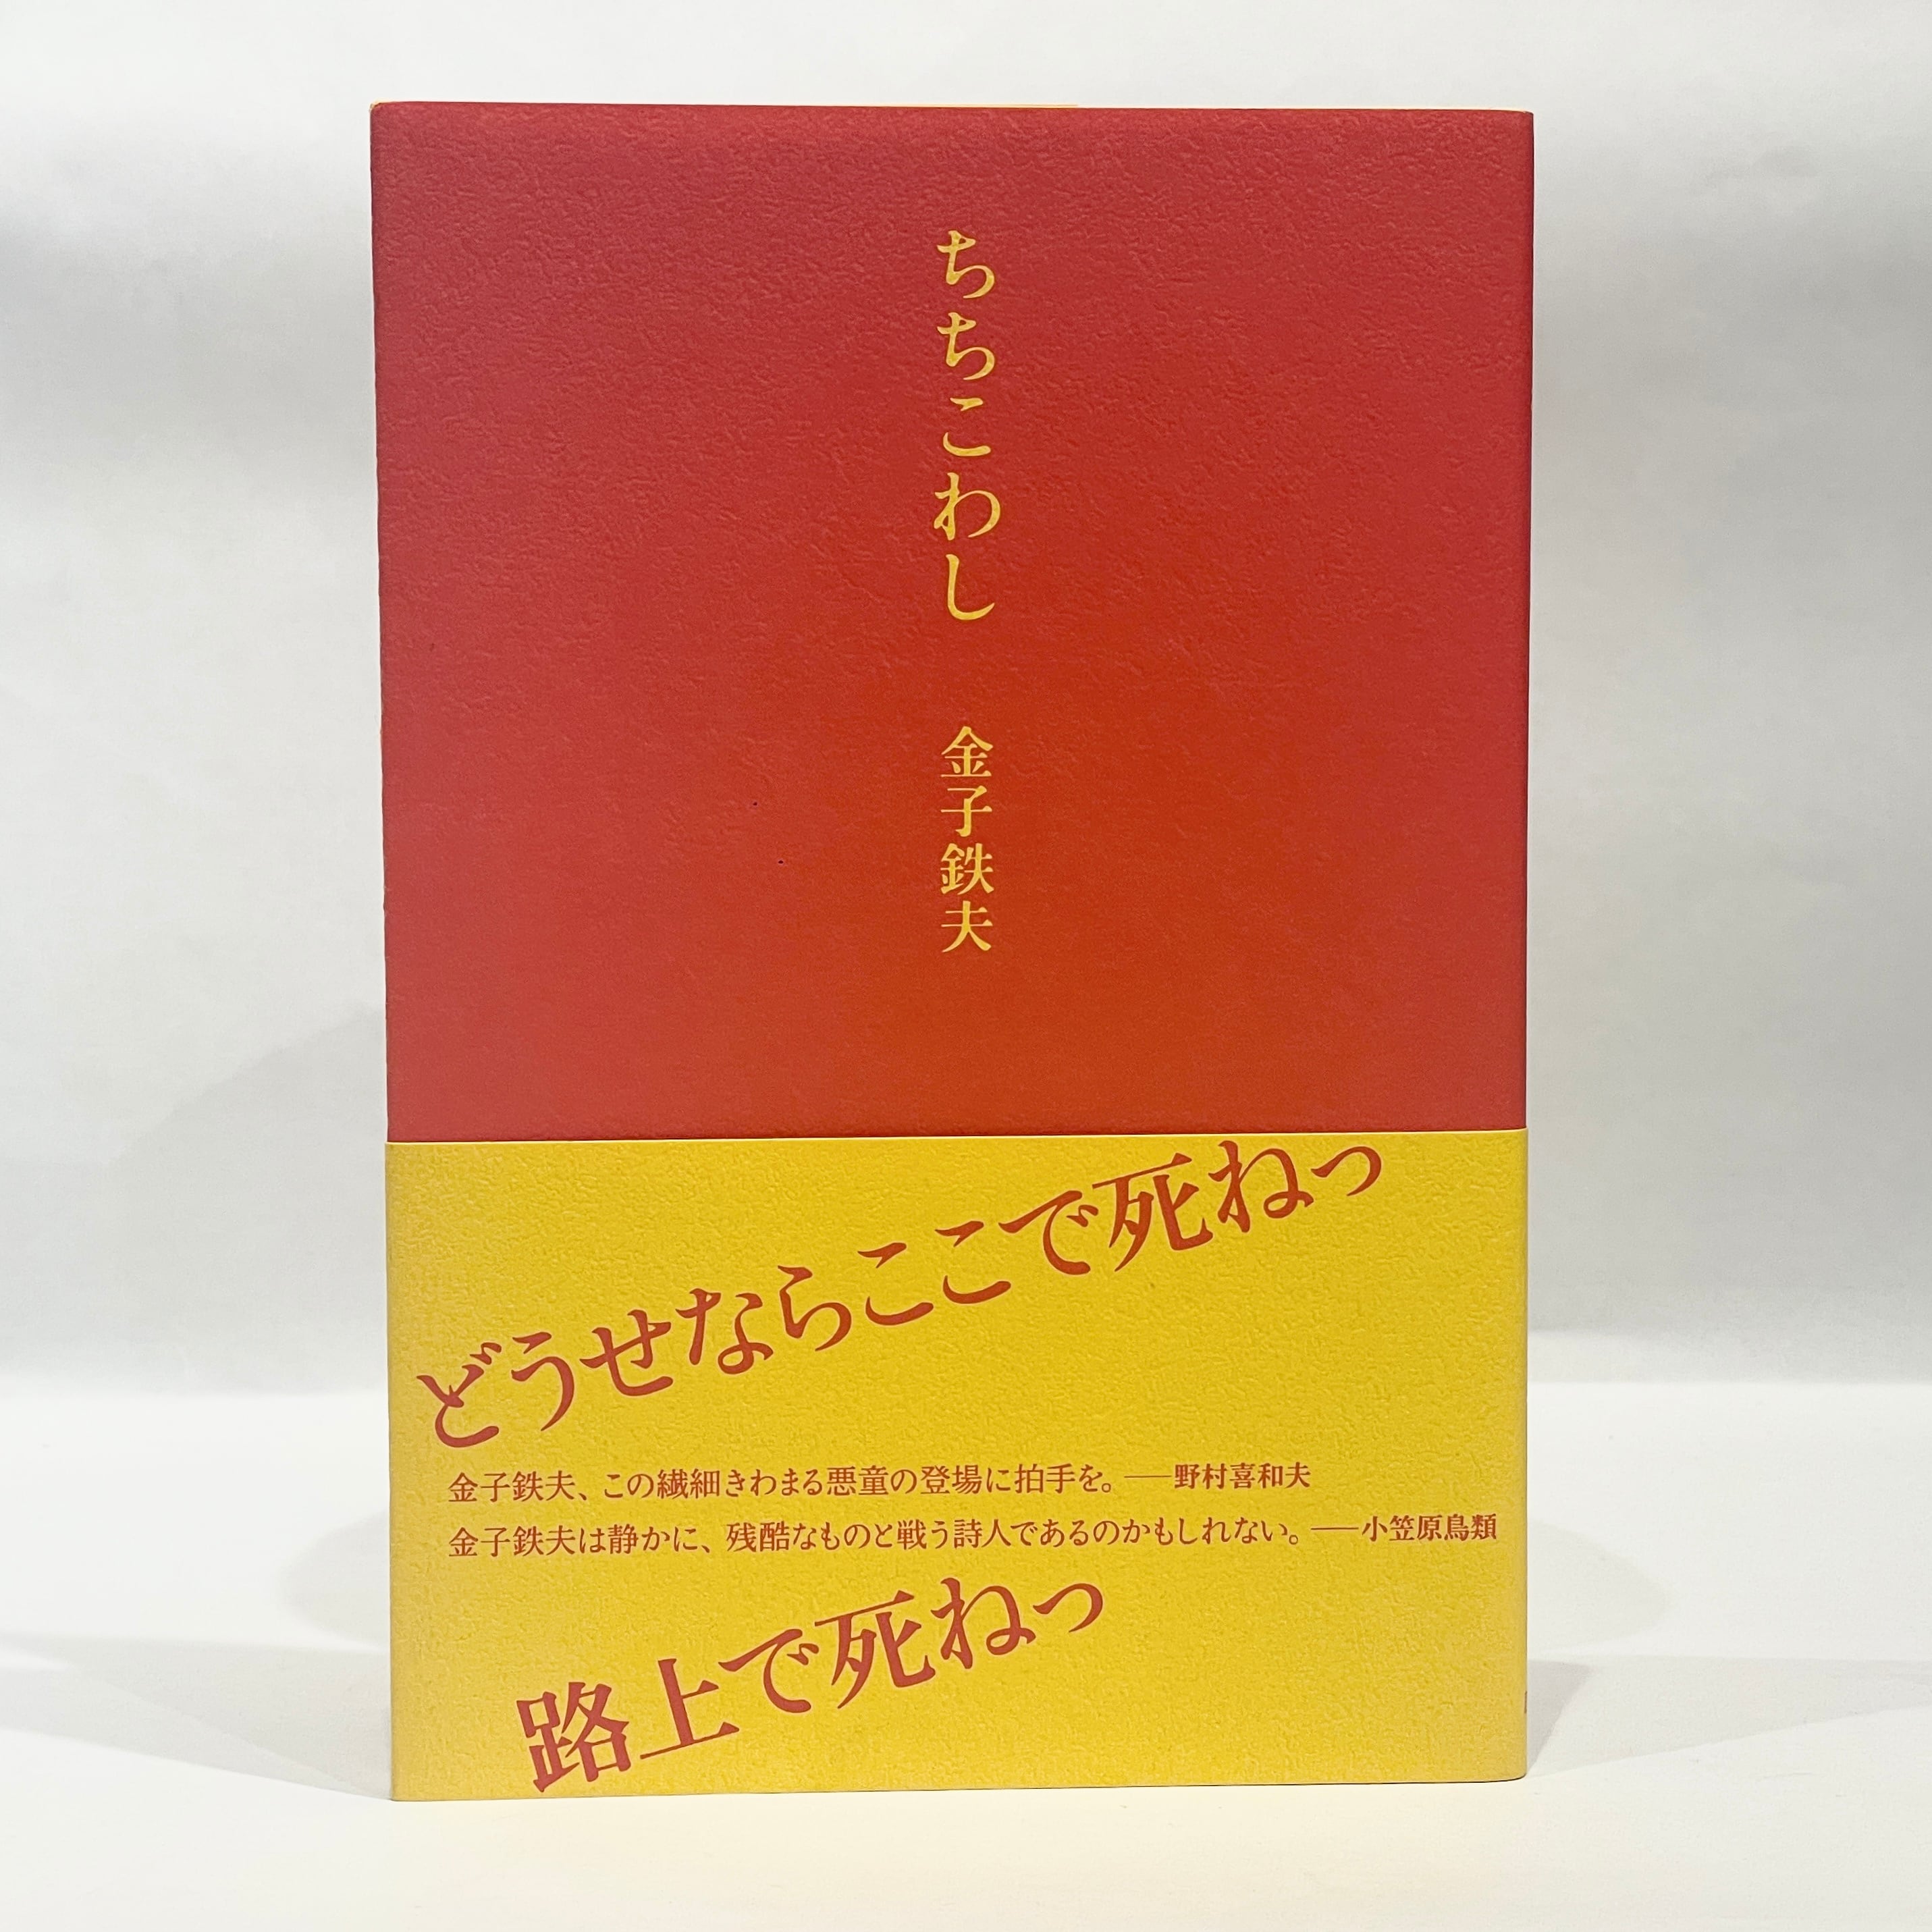 ちちこわし
金子鉄夫
どうせならここで死ねっ
金子鉄夫、この繊細きわまる悪童の登場に拍手を。——野村喜和夫
金子鉄夫は静かに、残酷なものと戦う詩人であるのかもしれない。——小笠原鳥類
路上で死ねっ